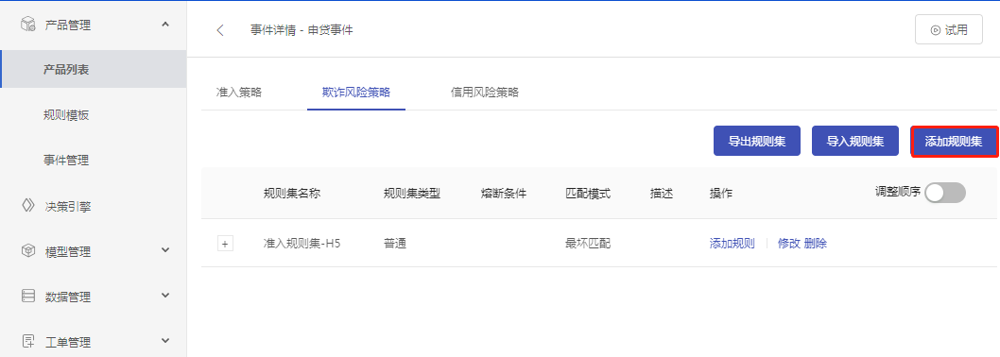 产品管理
产品列表
规则模板
事件管理
决策引擎
模型管理
数据管理
工单管理
事件详情 - 申贷事件
试用
准入策略 欺诈风险策略 信用风险策略
导出规则集 导入规则集 添加规则集
规则集名称 规则集类型 熔断条件 匹配模式 描述 操作 调整顺序
+ 准入规则集-H5 普通 最坏匹配 添加规则 修改 删除